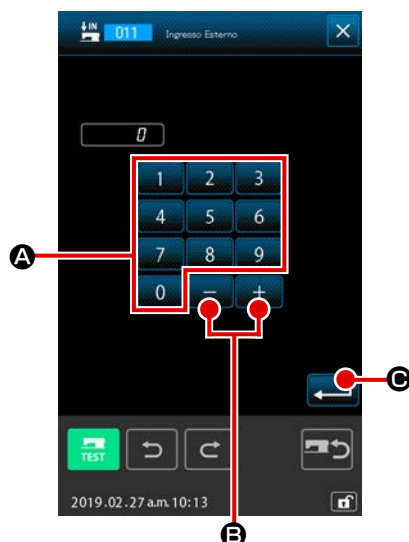 IN 011 Ingresso Esterno
0
1 2 3
4 5 6
A
7 8 9
0 − +
C
TEST
2019.02.27 a.m. 10:13
B